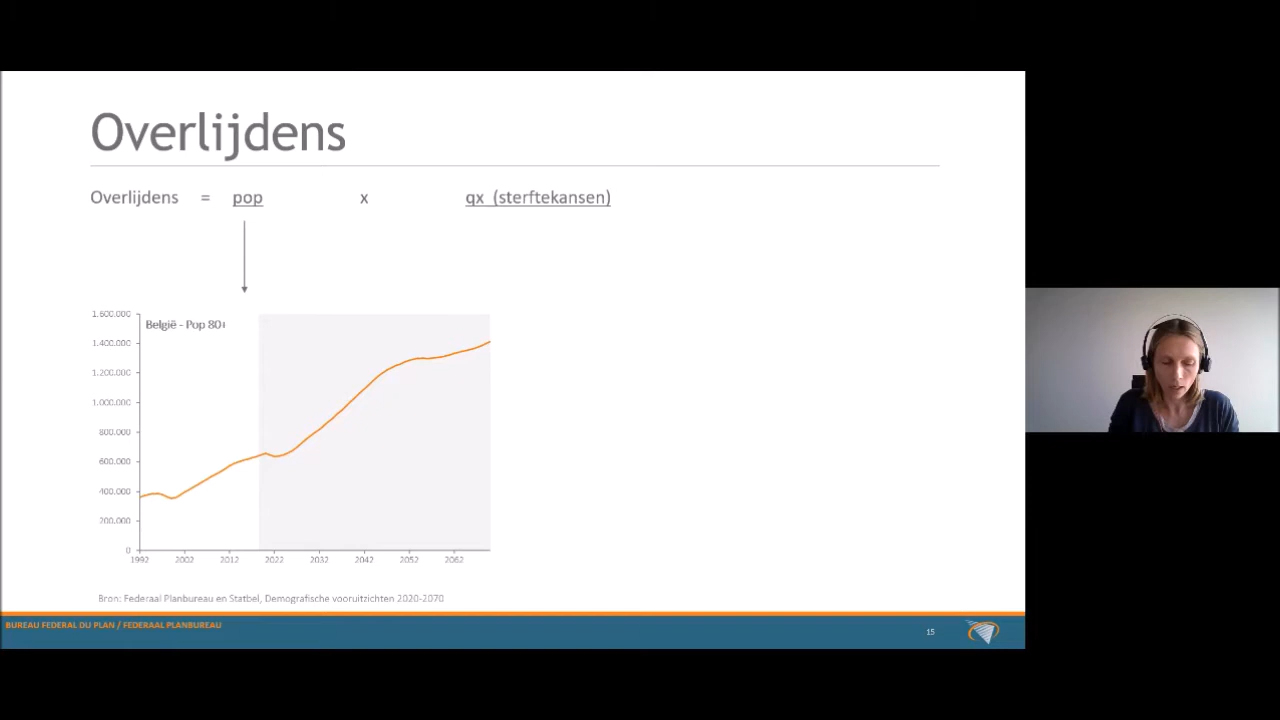 Overlijdens
Overlijdens = pop x qx (sterftekansen)
België - Pop 80+
1.600.000
1.400.000
1.200.000
1.000.000
800.000
600.000
400.000
200.000
0
1992 2002 2012 2022 2032 2042 2052 2062
Bron: Federaal Planbureau en Statbel, Demografische vooruitzichten 2020-2070
BUREAU FEDERAL DU PLAN / FEDERAAL PLANBUREAU
15